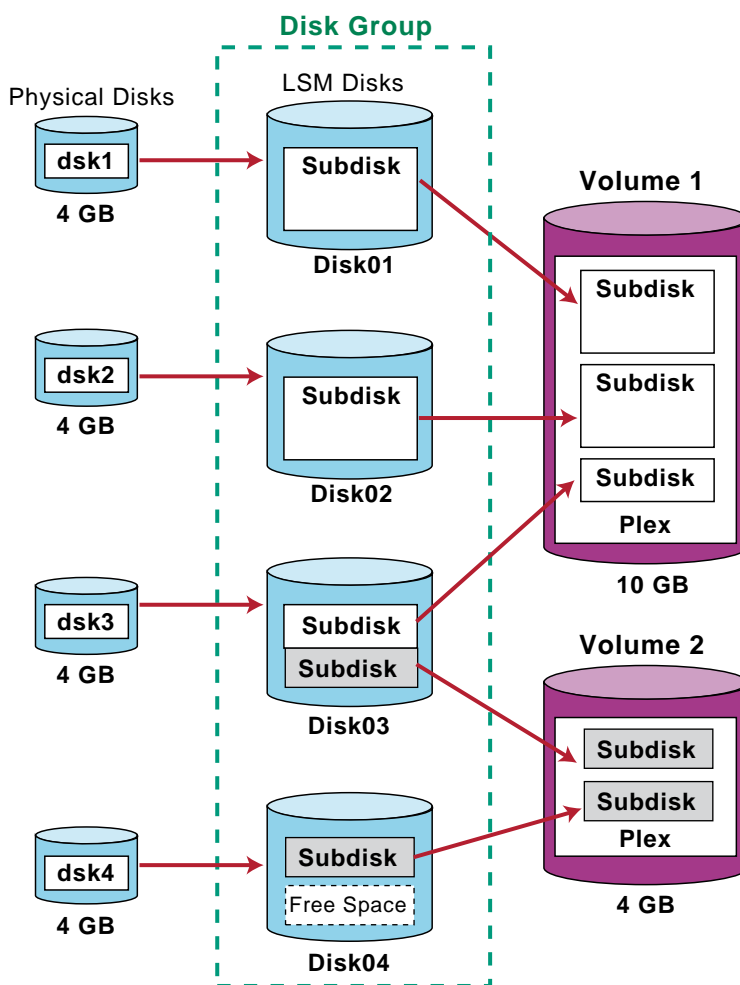 Disk Group
Physical Disks
LSM Disks
dsk1
4 GB
Subdisk
Disk01
dsk2
4 GB
Subdisk
Disk02
dsk3
4 GB
Subdisk
Subdisk
Disk03
dsk4
4 GB
Subdisk
Free Space
Disk04
Volume 1
Subdisk
Subdisk
Subdisk
Plex
10 GB
Volume 2
Subdisk
Subdisk
Plex
4 GB